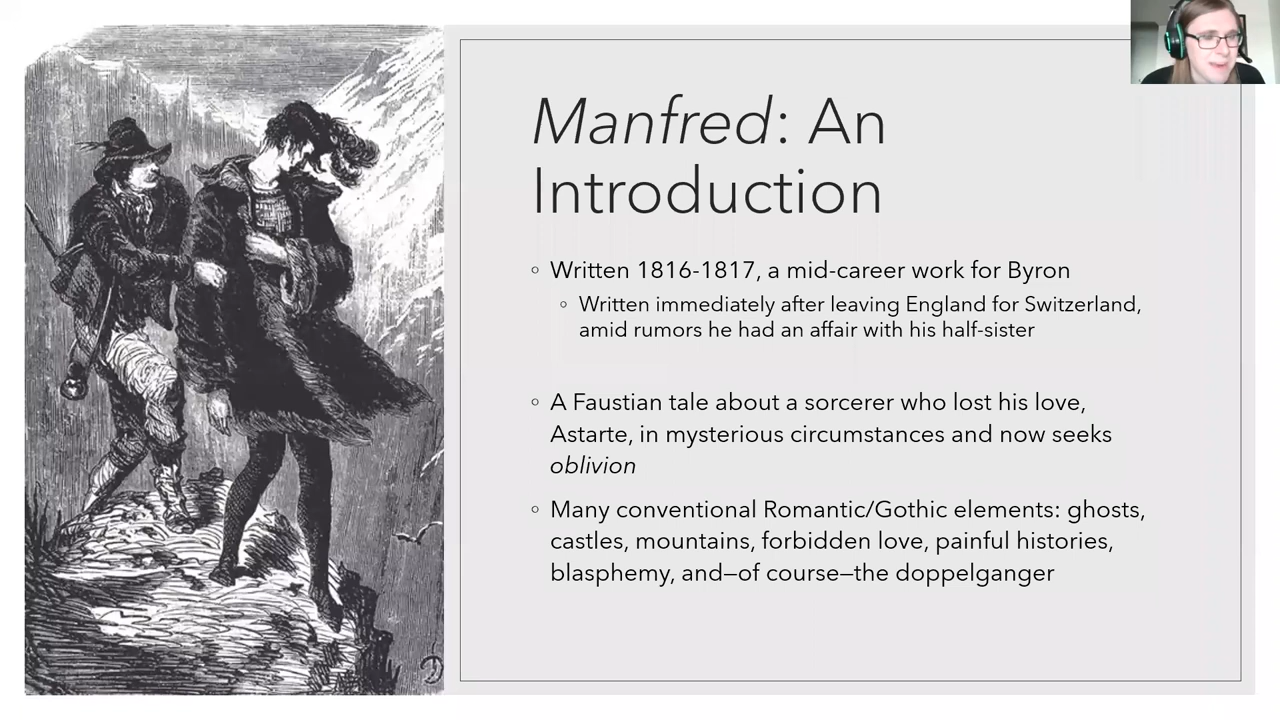 Manfred: An
Introduction
Written 1816-1817, a mid-career work for Byron
Written immediately after leaving England for Switzerland,
amid rumors he had an affair with his half-sister
A Faustian tale about a sorcerer who lost his love,
Astarte, in mysterious circumstances and now seeks
oblivion
Many conventional Romantic/Gothic elements: ghosts,
castles, mountains, forbidden love, painful histories,
blasphemy, and—of course—the doppelganger